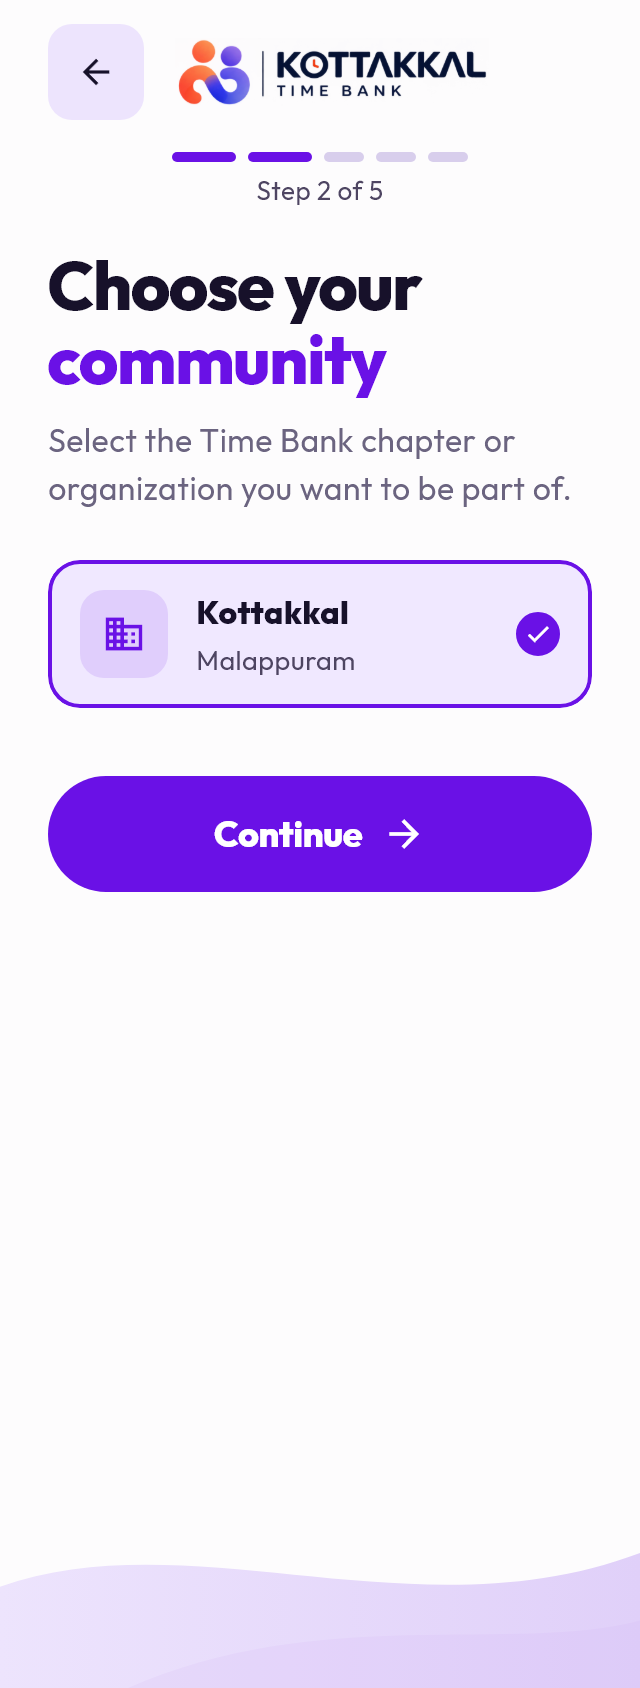 KOTTAKKAL
TIME BANK
Step 2 of 5
Choose your
community
Select the Time Bank chapter or
organization you want to be part of.
Kottakkal
Malappuram
Continue